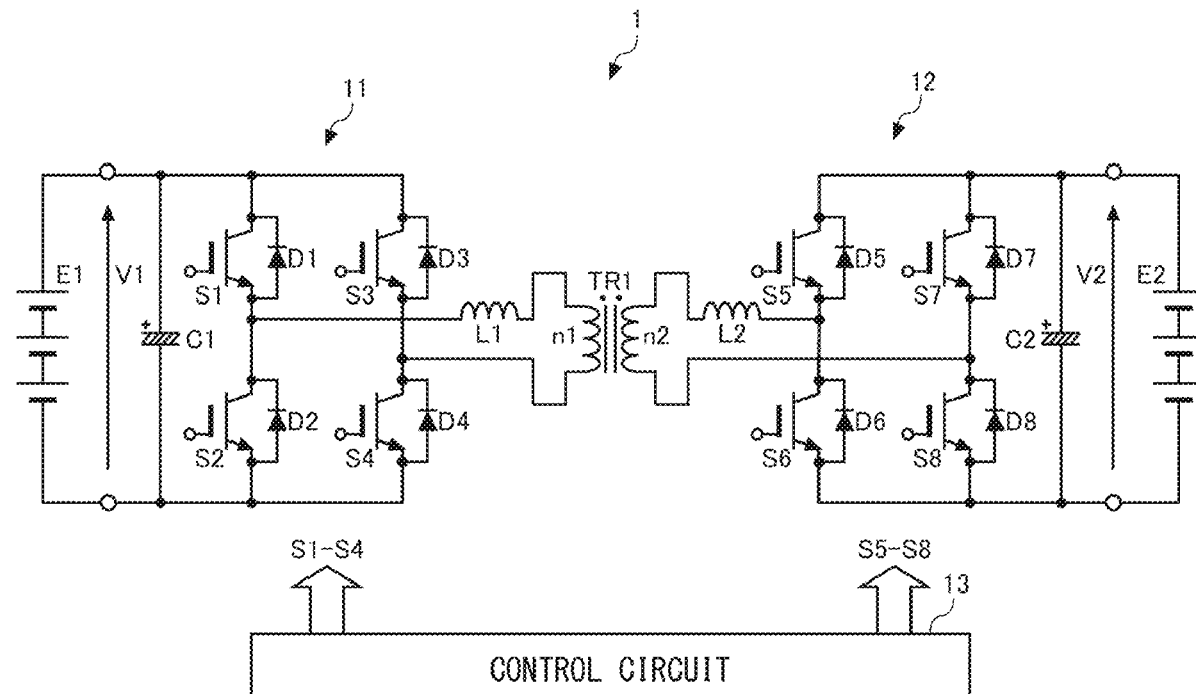 1
11
12
E1
V1
+
C1
S1
D1
S3
D3
S2
D2
S4
D4
L1
n1
TR1
n2
L2
S5
D5
S7
D7
S6
D6
S8
D8
+
C2
V2
E2
S1-S4
S5-S8
13
CONTROL CIRCUIT